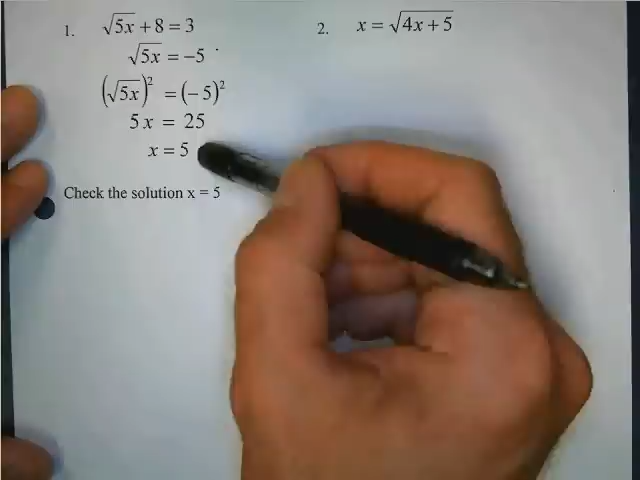 1. √5x + 8 = 3
√5x = −5
(√5x)² = (−5)²
5x = 25
x = 5
Check the solution x = 5
2. x = √4x + 5